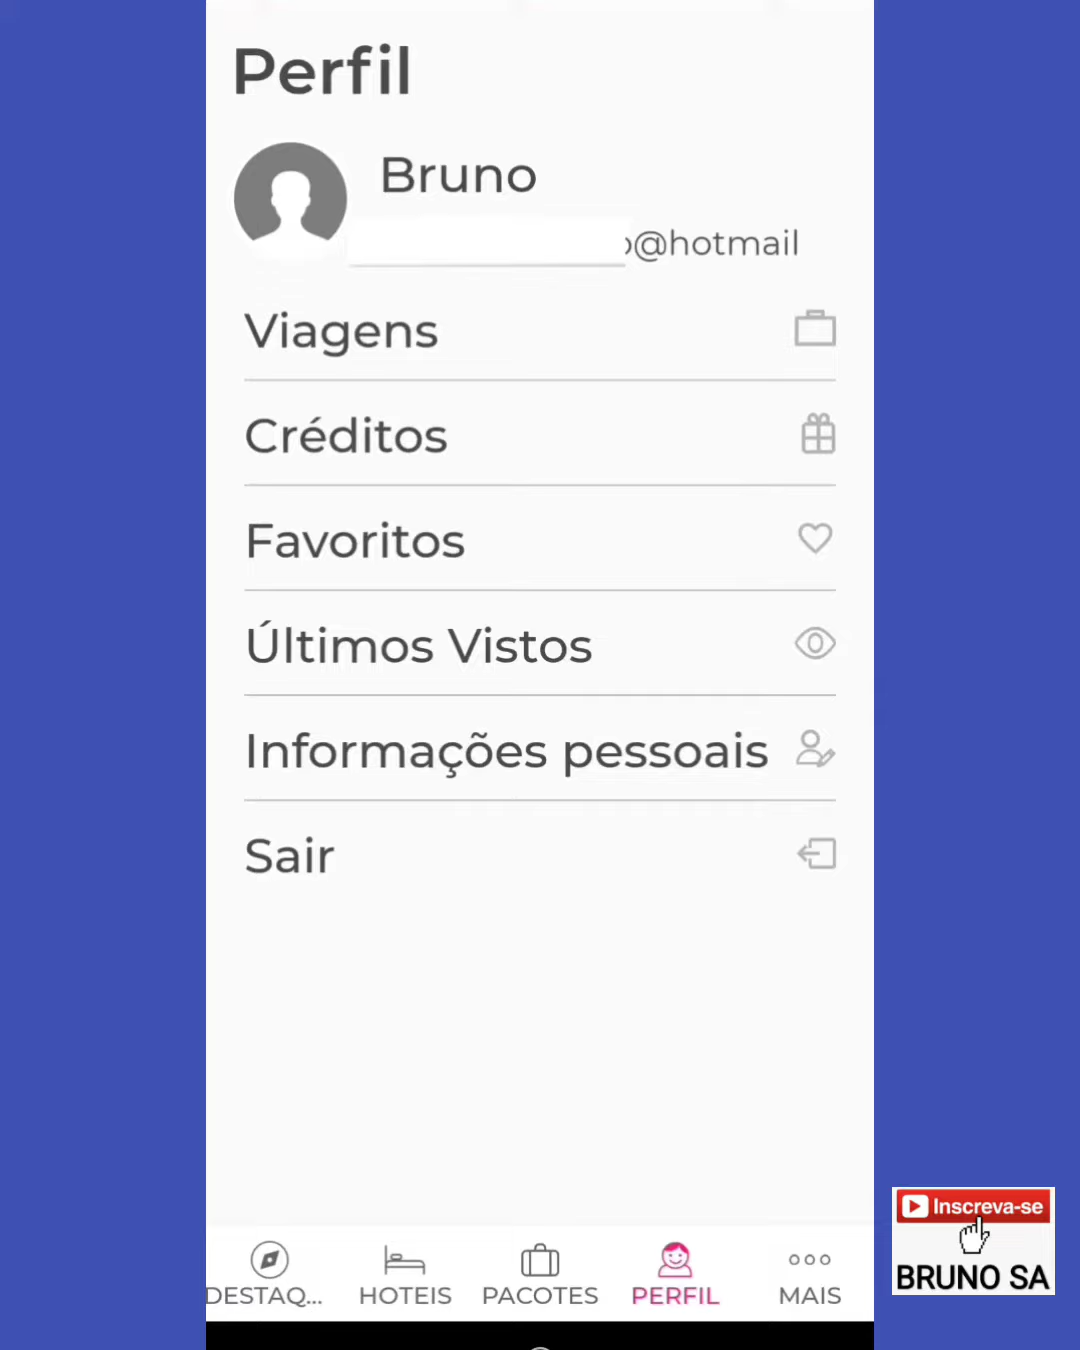 Perfil
Bruno
@hotmail
Viagens
Créditos
Favoritos
Últimos Vistos
Informações pessoais
Sair
DESTAQ...
HOTEIS
PACOTES
PERFIL
MAIS
Inscreva-se
BRUNO SA